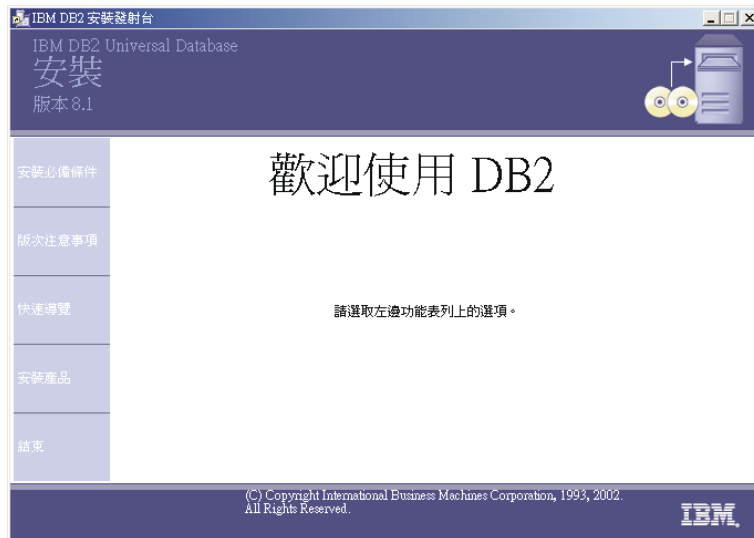 IBM DB2 安裝發射台
IBM DB2 Universal Database
安裝
版本 8.1
安裝必備條件
版次注意事項
快速導覽
安裝產品
結束
歡迎使用 DB2
請選取左邊功能表列上的選項。
(C) Copyright International Business Machines Corporation, 1993, 2002.
All Rights Reserved.
IBM